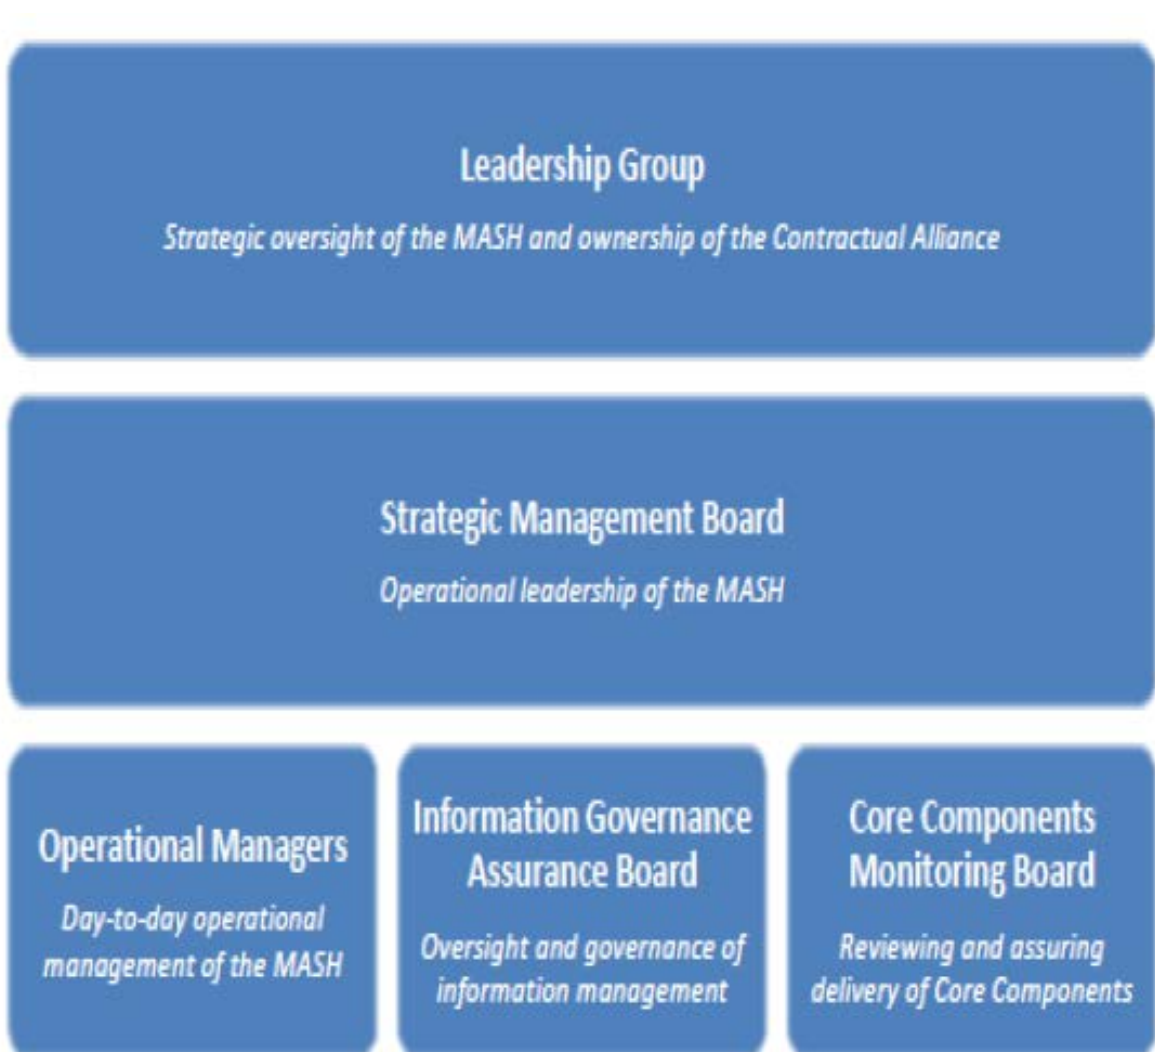 Leadership Group
Strategic oversight of the MASH and ownership of the Contractual Alliance
Strategic Management Board
Operational leadership of the MASH
Operational Managers
Day-to-day operational
management of the MASH
Information Governance
Assurance Board
Oversight and governance of
information management
Core Components
Monitoring Board
Reviewing and assuring
delivery of Core Components